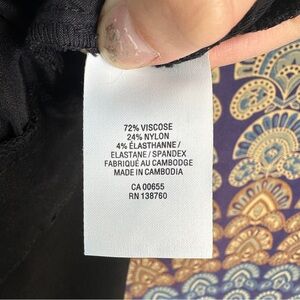 72% VISCOSE
24% NYLON
4% ÉLASTHANNE/
ELASTANE/SPANDEX
FABRIQUÉ AU CAMBODGE
MADE IN CAMBODIA
CA 00655
RN 138760